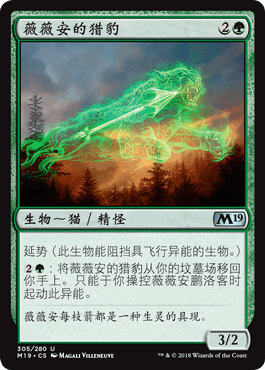 薇薇安的猎豹 2
生物～猫／精怪 M19
延势（此生物能阻挡具飞行异能的生物。）
2：将薇薇安的猎豹从你的坟墓场移回
你手上。只能于你操控薇薇安鹏洛客时
起动此异能。
薇薇安每枝箭都是一种生灵的具现。
3/2
305/280 U
M19 • CS MAGALI VILLENEUVE ™ & © 2018 Wizards of the Coast